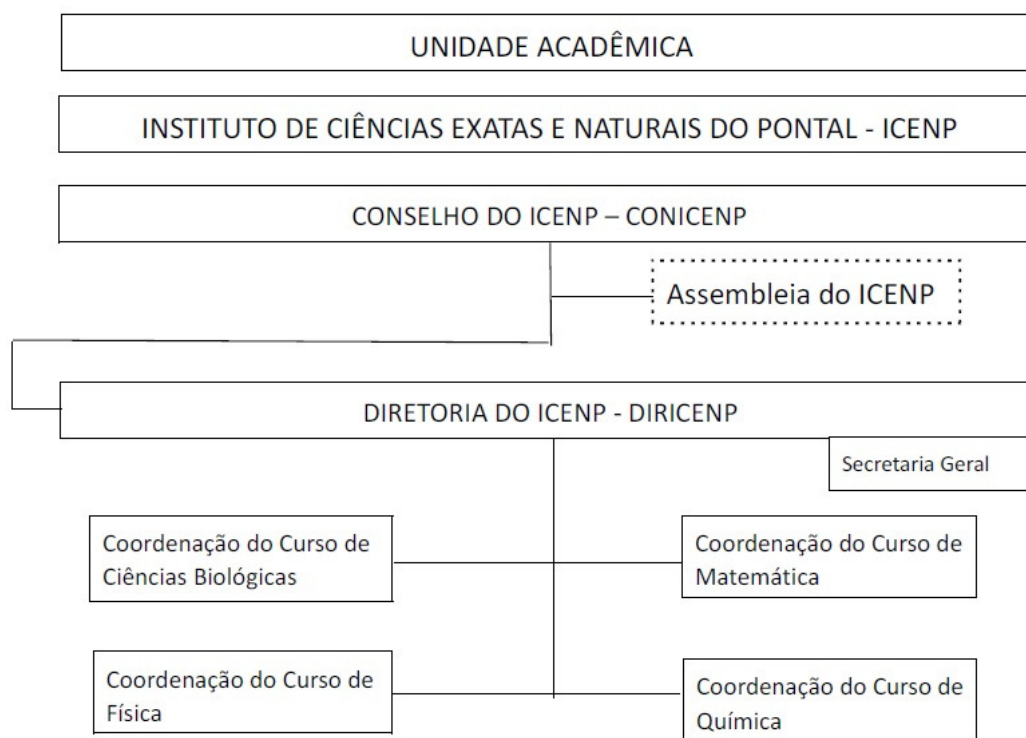 UNIDADE ACADÊMICA
INSTITUTO DE CIÊNCIAS EXATAS E NATURAIS DO PONTAL - ICENP
CONSELHO DO ICENP – CONICENP
Assembleia do ICENP
DIRETORIA DO ICENP - DIRICENP
Secretaria Geral
Coordenação do Curso de
Ciências Biológicas
Coordenação do Curso de
Matemática
Coordenação do Curso de
Física
Coordenação do Curso de
Química